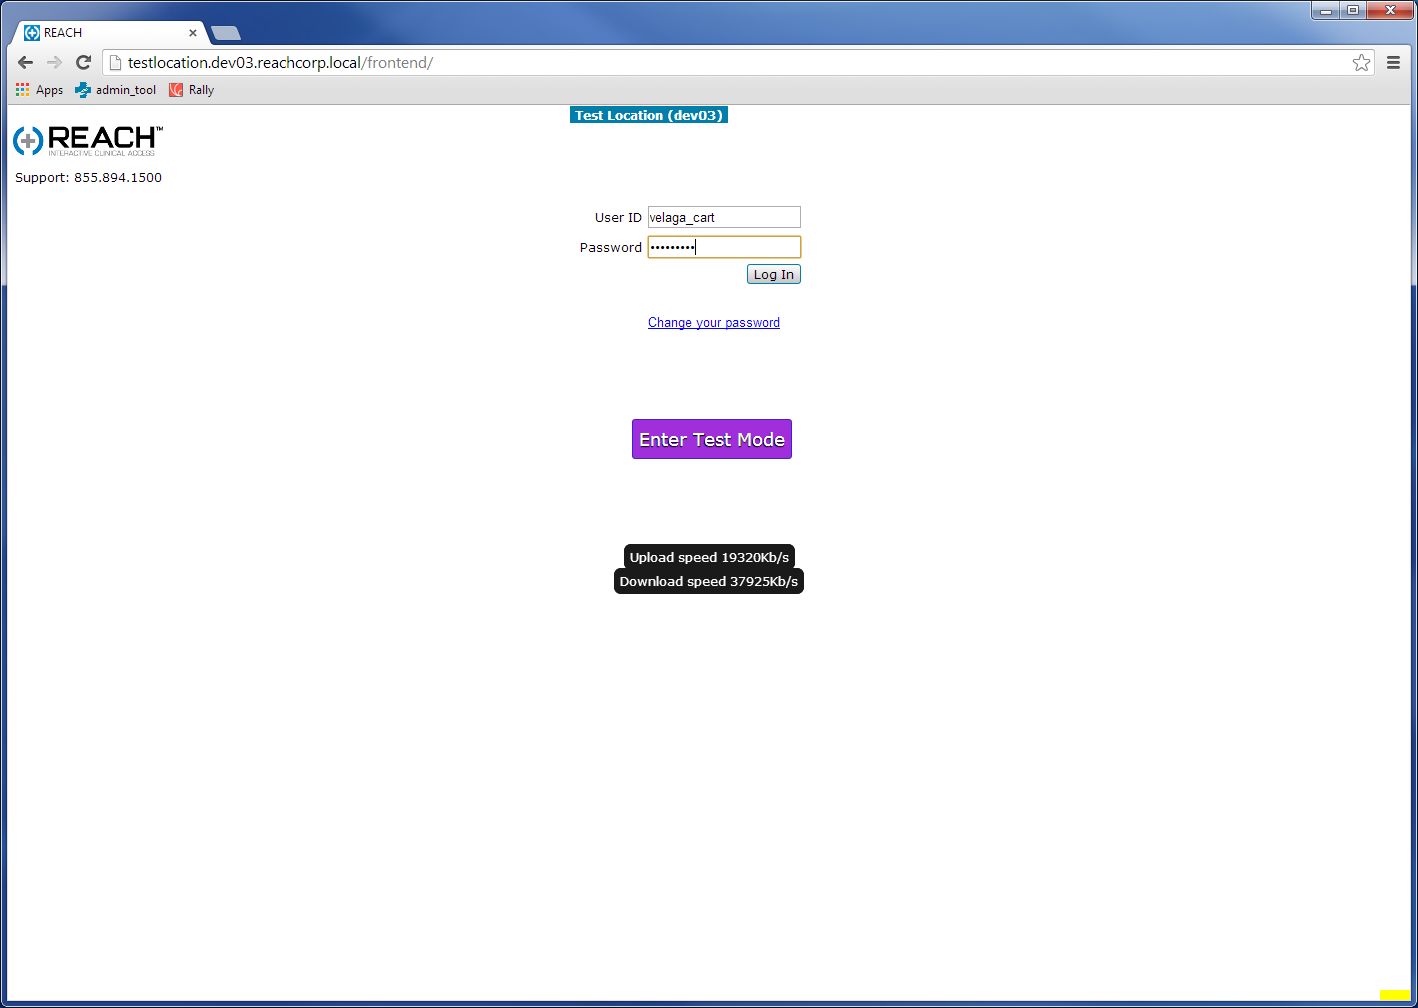 REACH
testlocation.dev03.reachcorp.local/frontend/
Apps admin_tool Rally
Test Location (dev03)
REACH™
INTERACTIVE CLINICAL ACCESS
Support: 855.894.1500
User ID velaga_cart
Password •••••••••
Log In
Change your password
Enter Test Mode
Upload speed 19320Kb/s
Download speed 37925Kb/s